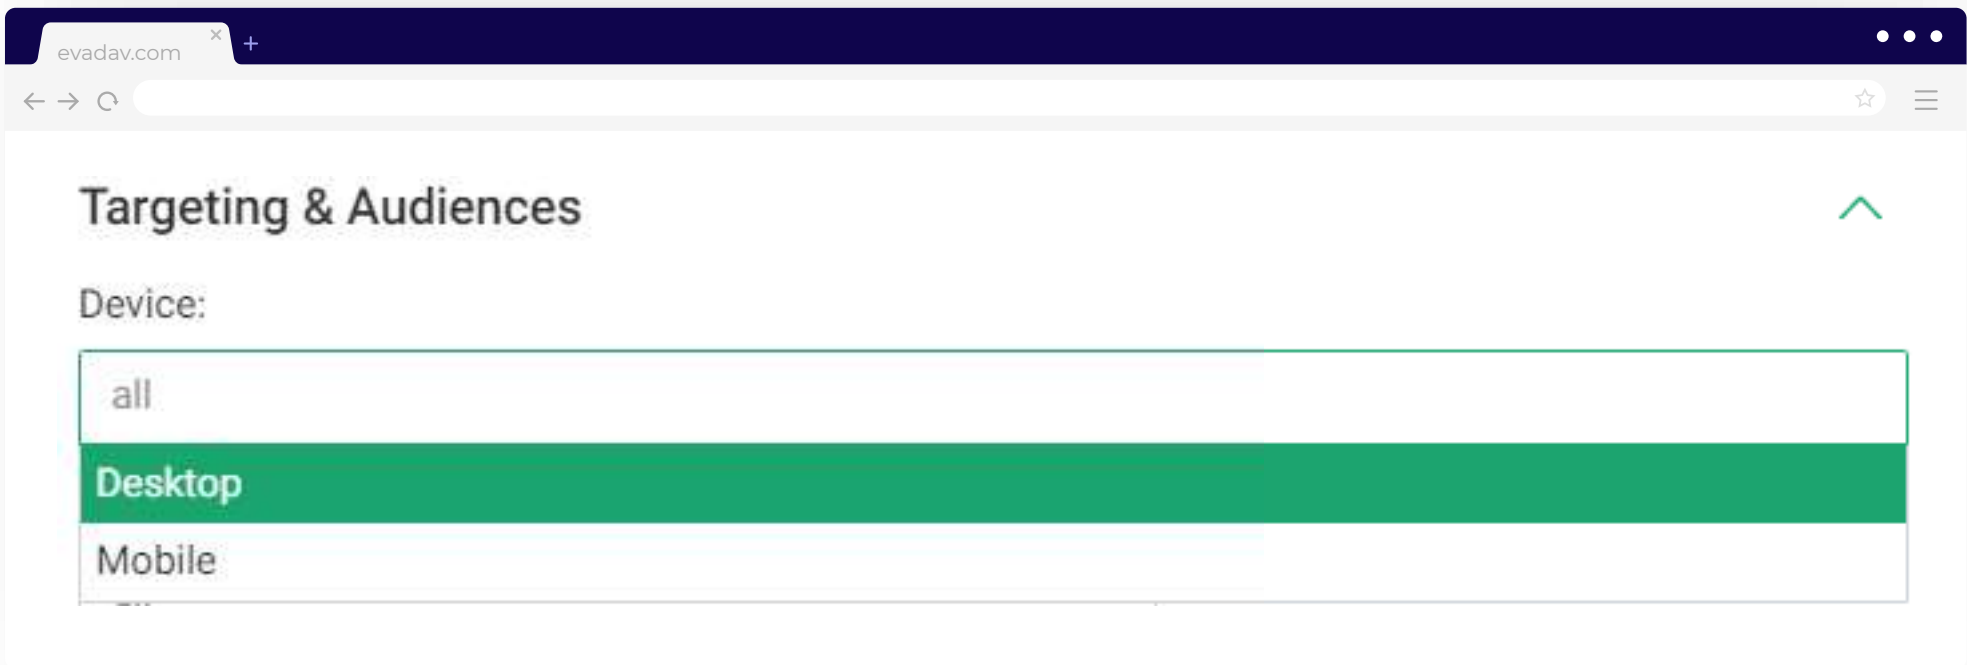 evadav.com
Targeting & Audiences
Device:
all
Desktop
Mobile